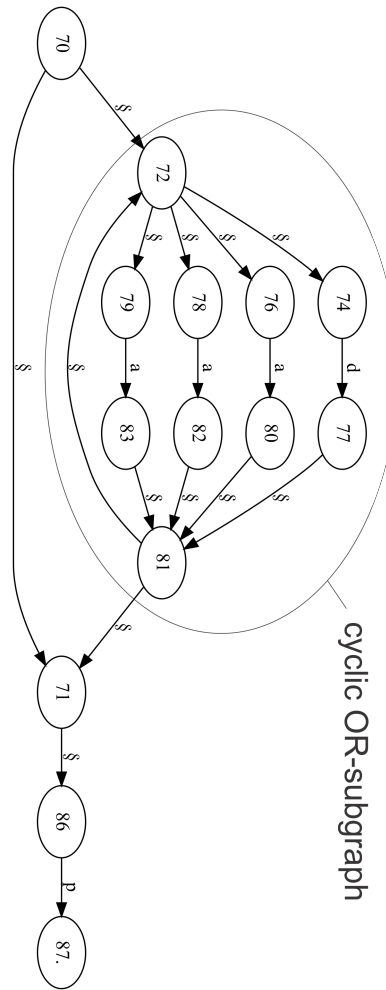 cyclic OR-subgraph
74 d 77
§ §
76 a 80
§ §
78 a 82
§ §
72 81
§ §
79 a 83
§ §
§
70 71 § 86 p 87.
§